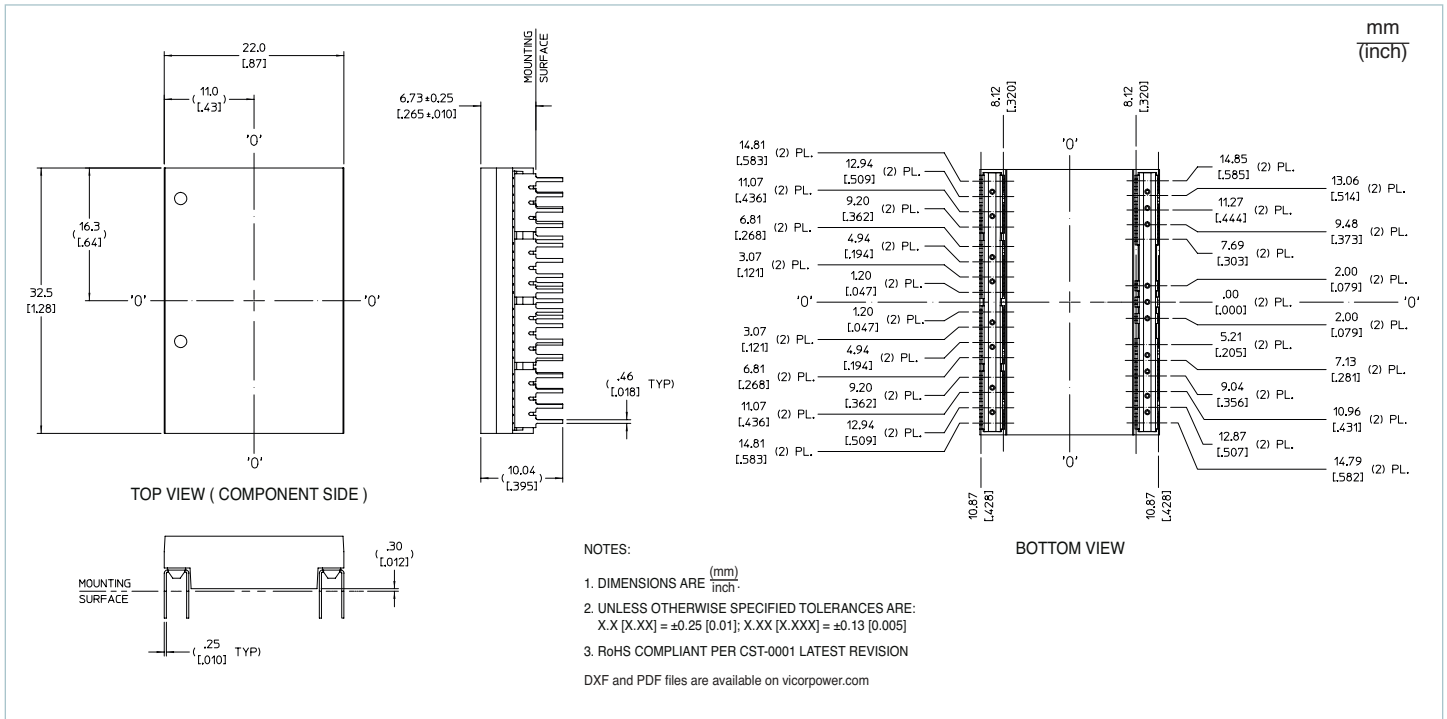 mm
(inch)
22.0
[.87]
( 11.0 )
[.43]
'0'
( 16.3 )
[.64]
32.5
[1.28]
'0'
'0'
'0'
TOP VIEW ( COMPONENT SIDE )
MOUNTING
SURFACE
6.73±0.25
[.265±.010]
( .46 TYP)
[.018]
( 10.04 )
[.395]
MOUNTING
SURFACE
( .30 )
[.012]
( .25 TYP)
[.010]
8.12
[.320]
8.12
[.320]
'0'
14.81 (2) PL.
[.583]
12.94 (2) PL.
[.509]
11.07 (2) PL.
[.436]
9.20 (2) PL.
[.362]
6.81 (2) PL.
[.268]
4.94 (2) PL.
[.194]
3.07 (2) PL.
[.121]
1.20 (2) PL.
[.047]
'0'
1.20 (2) PL.
[.047]
3.07 (2) PL.
[.121]
4.94 (2) PL.
[.194]
6.81 (2) PL.
[.268]
9.20 (2) PL.
[.362]
11.07 (2) PL.
[.436]
12.94 (2) PL.
[.509]
14.81 (2) PL.
[.583]
14.85 (2) PL.
[.585]
13.06 (2) PL.
[.514]
11.27 (2) PL.
[.444]
9.48 (2) PL.
[.373]
7.69 (2) PL.
[.303]
2.00 (2) PL.
[.079]
.00 (2) PL.
[.000]
'0'
2.00 (2) PL.
[.079]
5.21 (2) PL.
[.205]
7.13 (2) PL.
[.281]
9.04 (2) PL.
[.356]
10.96 (2) PL.
[.431]
12.87 (2) PL.
[.507]
14.79 (2) PL.
[.582]
'0'
10.87
[.428]
10.87
[.428]
BOTTOM VIEW
NOTES:
1. DIMENSIONS ARE (mm)
inch.
2. UNLESS OTHERWISE SPECIFIED TOLERANCES ARE:
X.X [X.XX] = ±0.25 [0.01]; X.XX [X.XXX] = ±0.13 [0.005]
3. RoHS COMPLIANT PER CST-0001 LATEST REVISION
DXF and PDF files are available on vicorpower.com